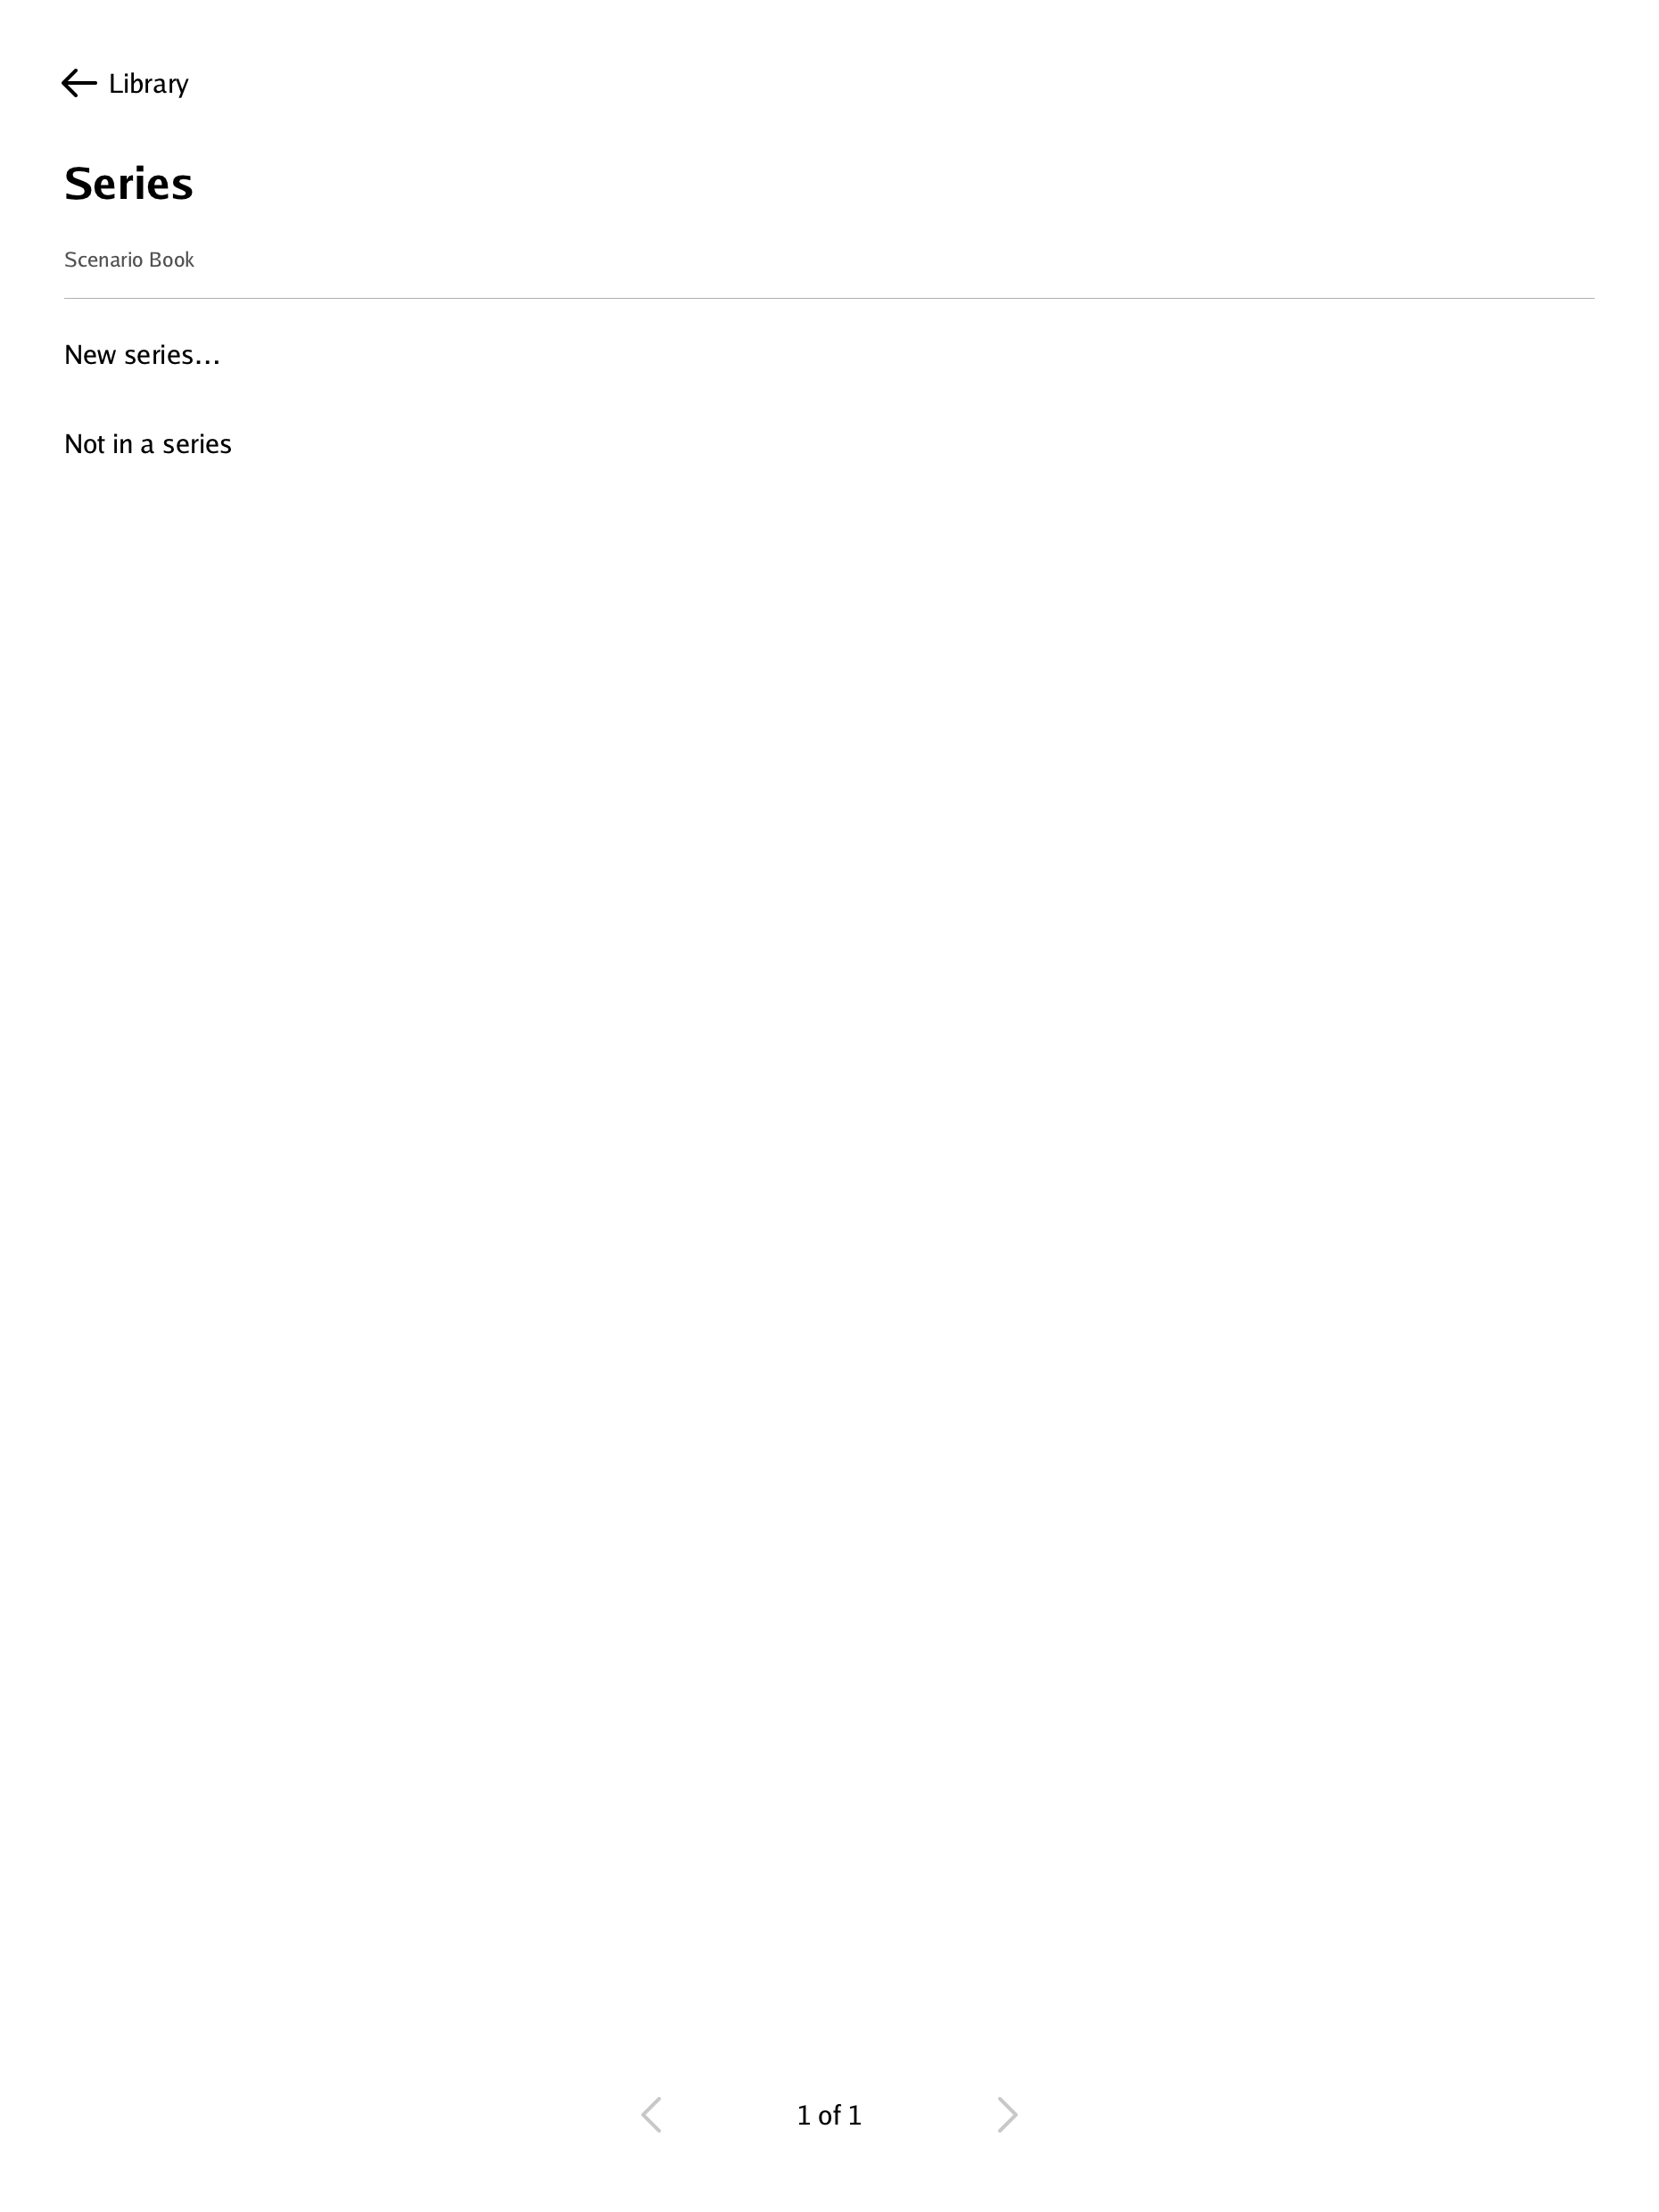 Library
Series
Scenario Book
New series...
Not in a series
1 of 1